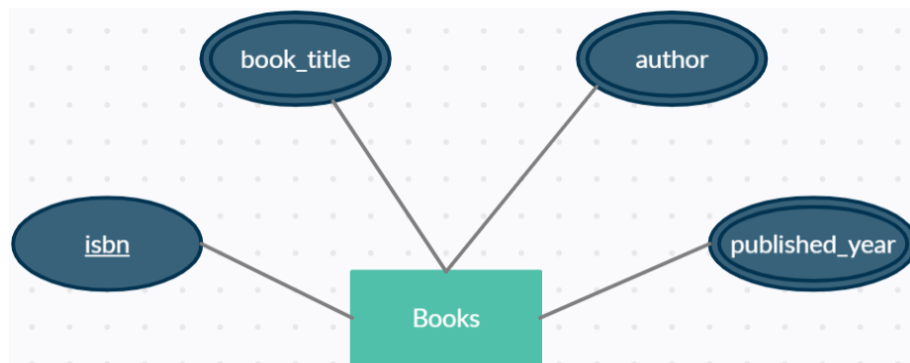 book_title
author
isbn
published_year
Books